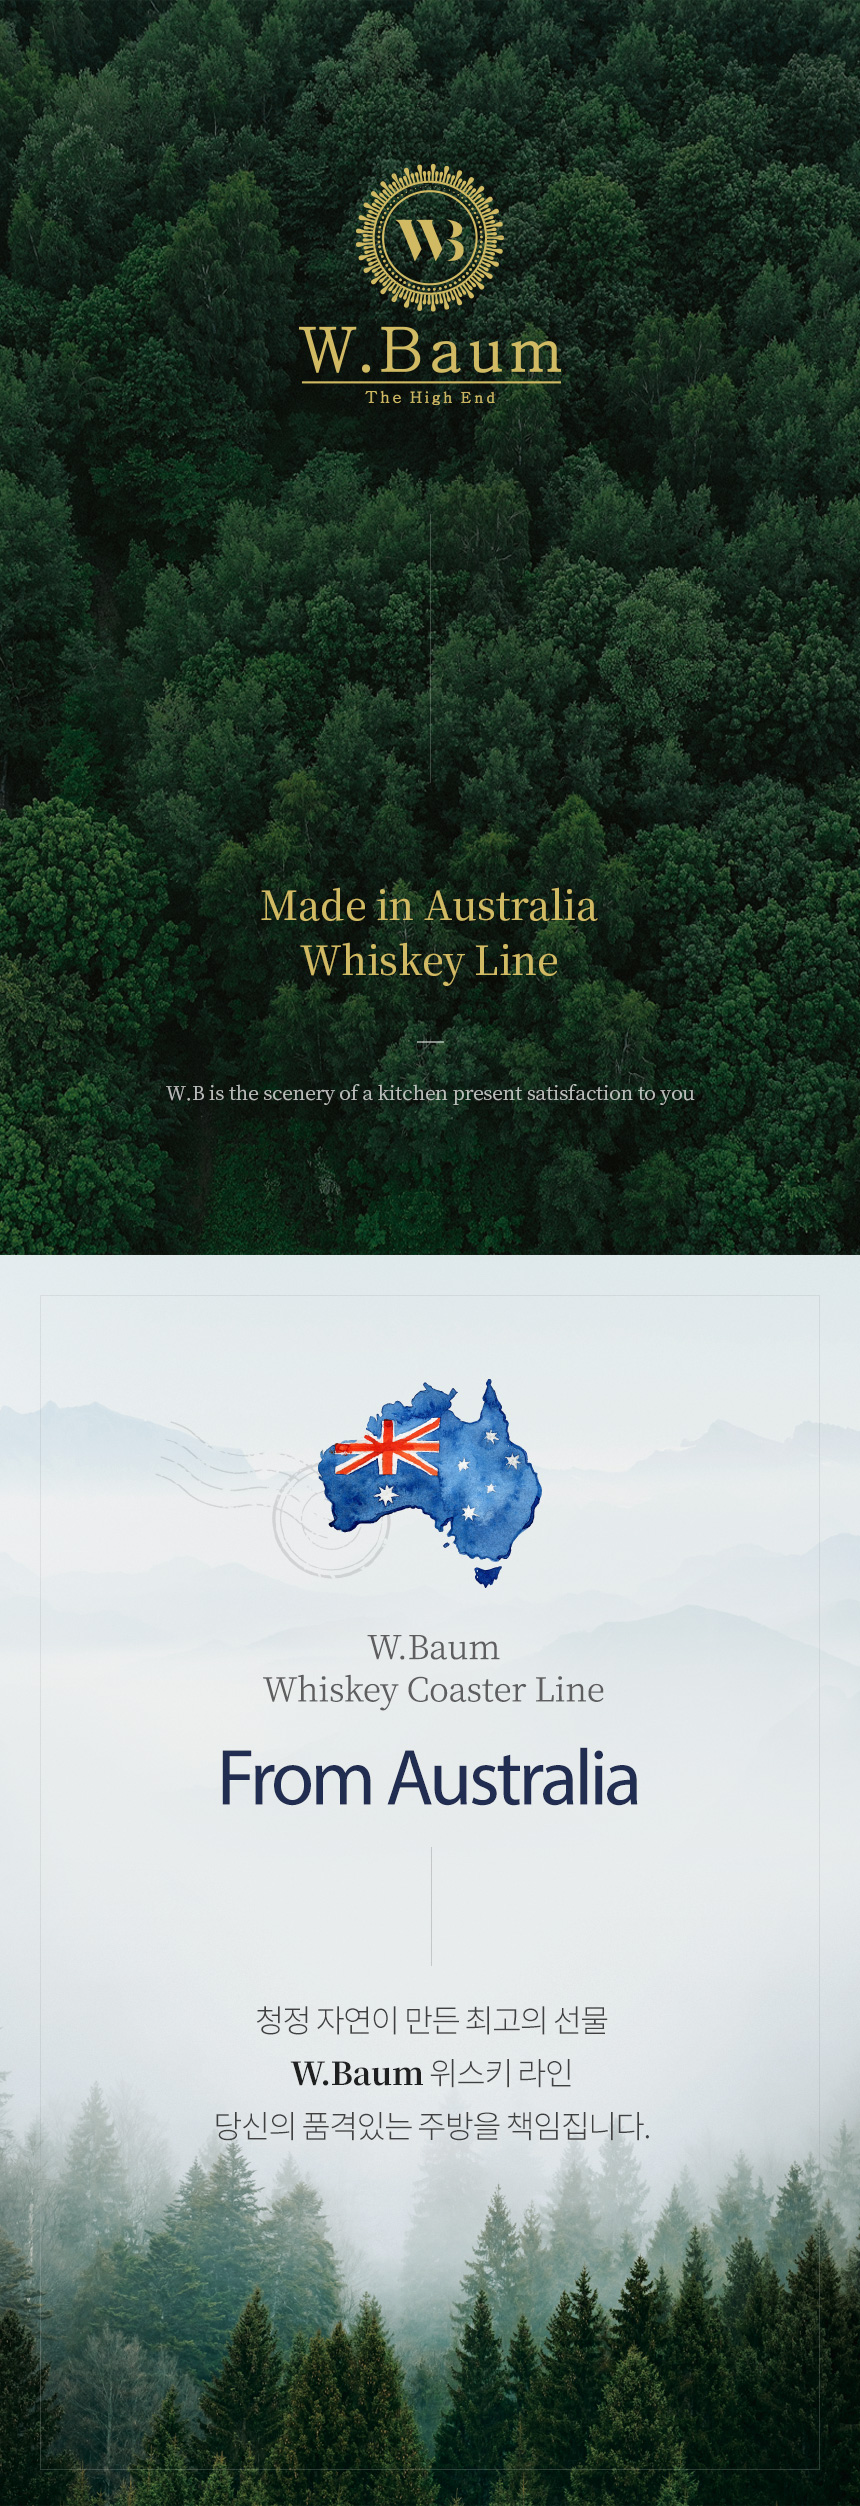 WB
W.Baum
The High End
Made in Australia
Whiskey Line
W.B is the scenery of a kitchen present satisfaction to you
W.Baum
Whiskey Coaster Line
From Australia
청정 자연이 만든 최고의 선물
W.Baum 위스키 라인
당신의 품격있는 주방을 책임집니다.